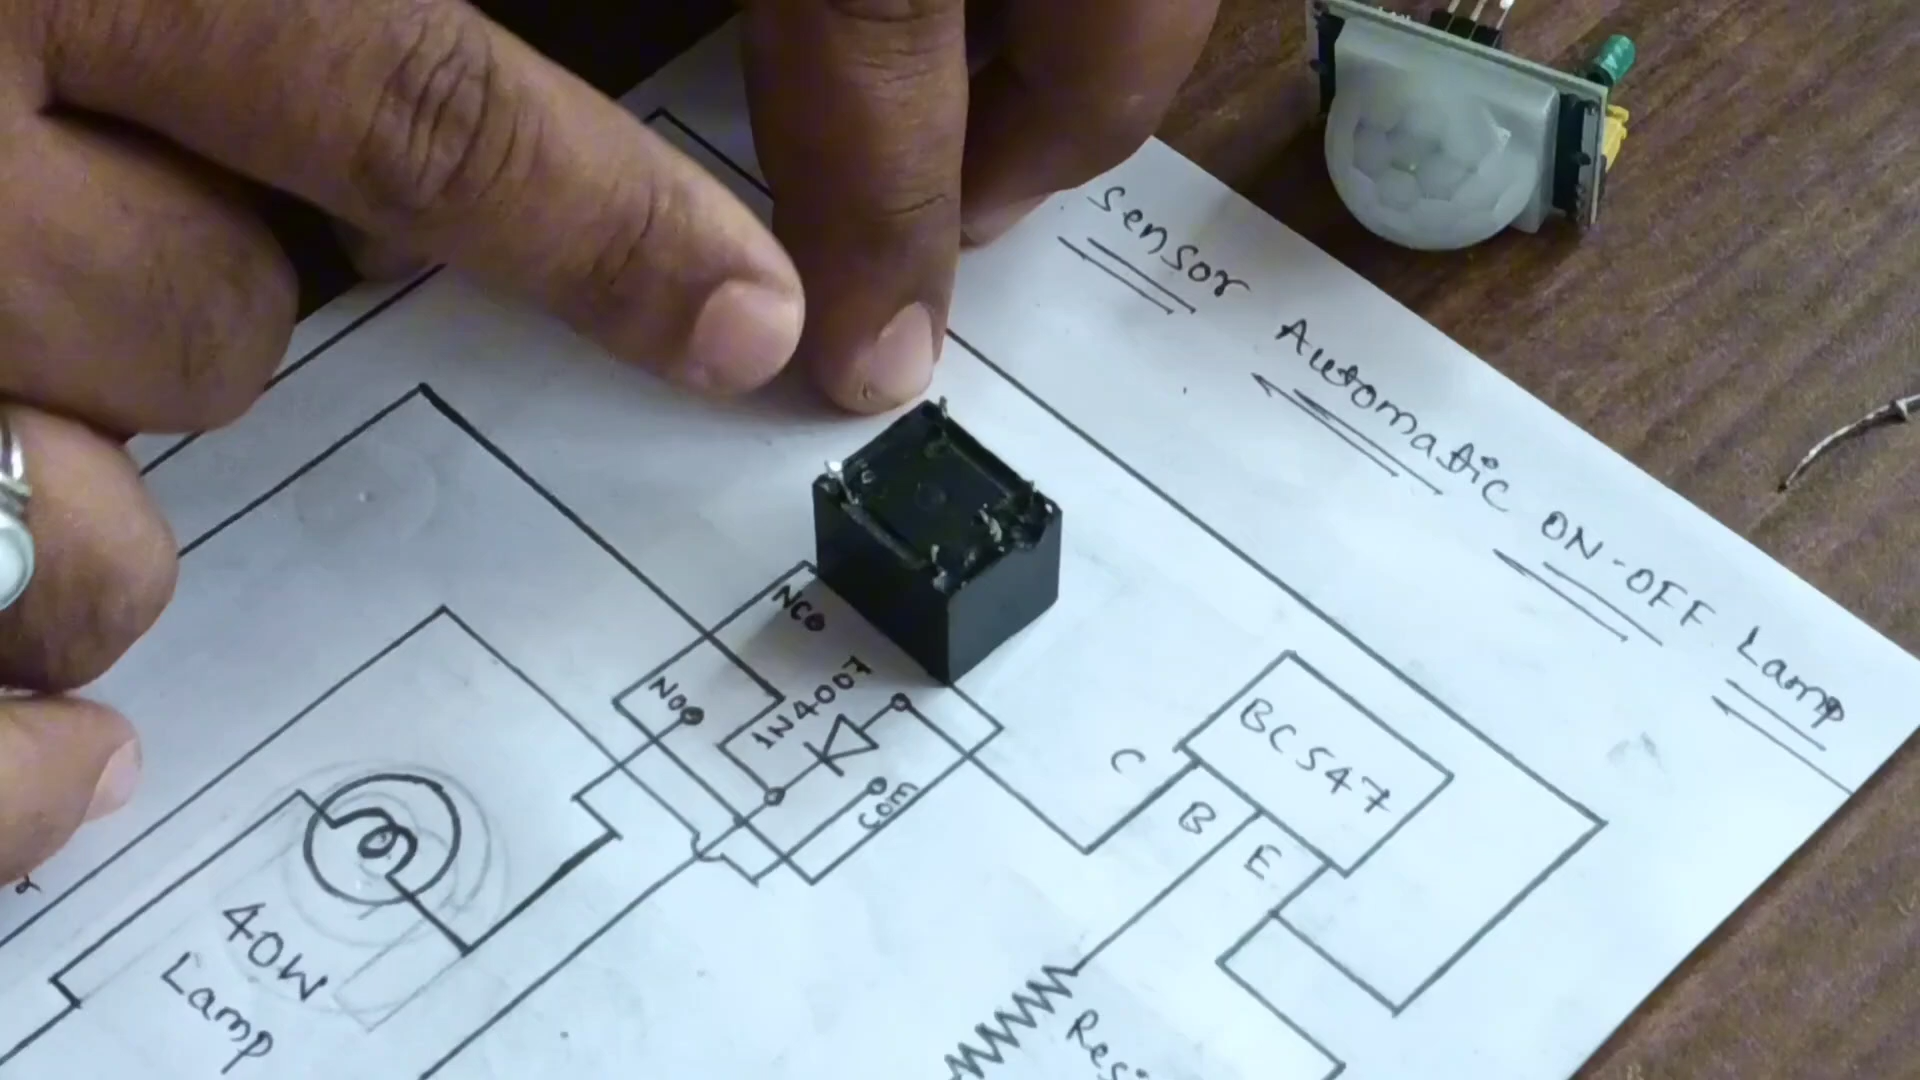 Sensor Automatic ON-OFF Lamp
NC
NO
1N4007
Com
BC547
C
B
E
40W
Lamp